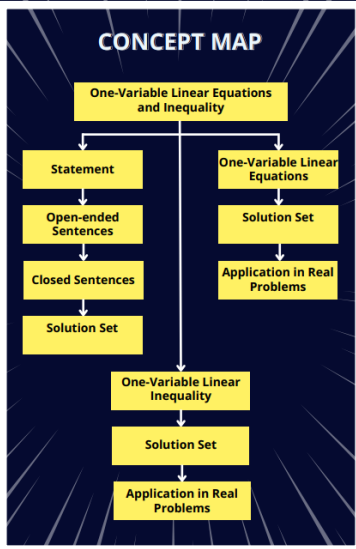 CONCEPT MAP
One-Variable Linear Equations
and Inequality
Statement
Open-ended
Sentences
Closed Sentences
Solution Set
One-Variable Linear
Equations
Solution Set
Application in Real
Problems
One-Variable Linear
Inequality
Solution Set
Application in Real
Problems